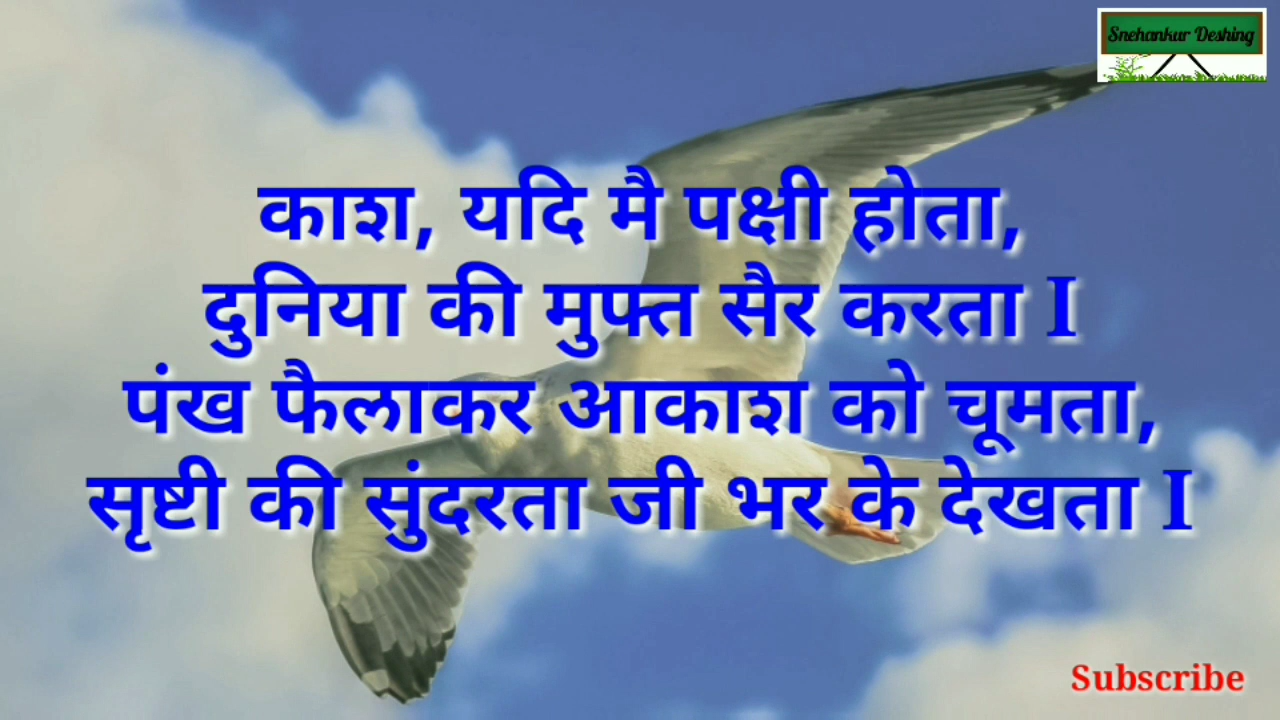 Snehankur Deshing
काश, यदि मै पक्षी होता,
दुनिया की मुफ्त सैर करता I
पंख फैलाकर आकाश को चूमता,
सृष्टी की सुंदरता जी भर के देखता I
Subscribe